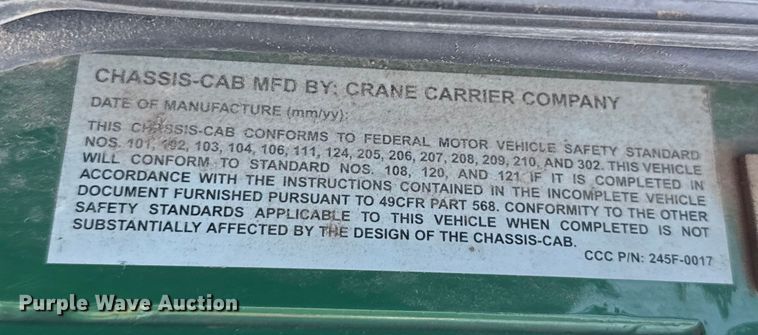 CHASSIS-CAB MFD BY: CRANE CARRIER COMPANY
DATE OF MANUFACTURE (mm/yy):
THIS CHASSIS-CAB CONFORMS TO FEDERAL MOTOR VEHICLE SAFETY STANDARD
NOS. 101, 102, 103, 104, 106, 111, 124, 205, 206, 207, 208, 209, 210, AND 302. THIS VEHICLE
WILL CONFORM TO STANDARD NOS. 108, 120, AND 121 IF IT IS COMPLETED IN
ACCORDANCE WITH THE INSTRUCTIONS CONTAINED IN THE INCOMPLETE VEHICLE
DOCUMENT FURNISHED PURSUANT TO 49CFR PART 568. CONFORMITY TO THE OTHER
SAFETY STANDARDS APPLICABLE TO THIS VEHICLE WHEN COMPLETED IS NOT
SUBSTANTIALLY AFFECTED BY THE DESIGN OF THE CHASSIS-CAB.
CCC P/N: 245F-0017
Purple Wave Auction